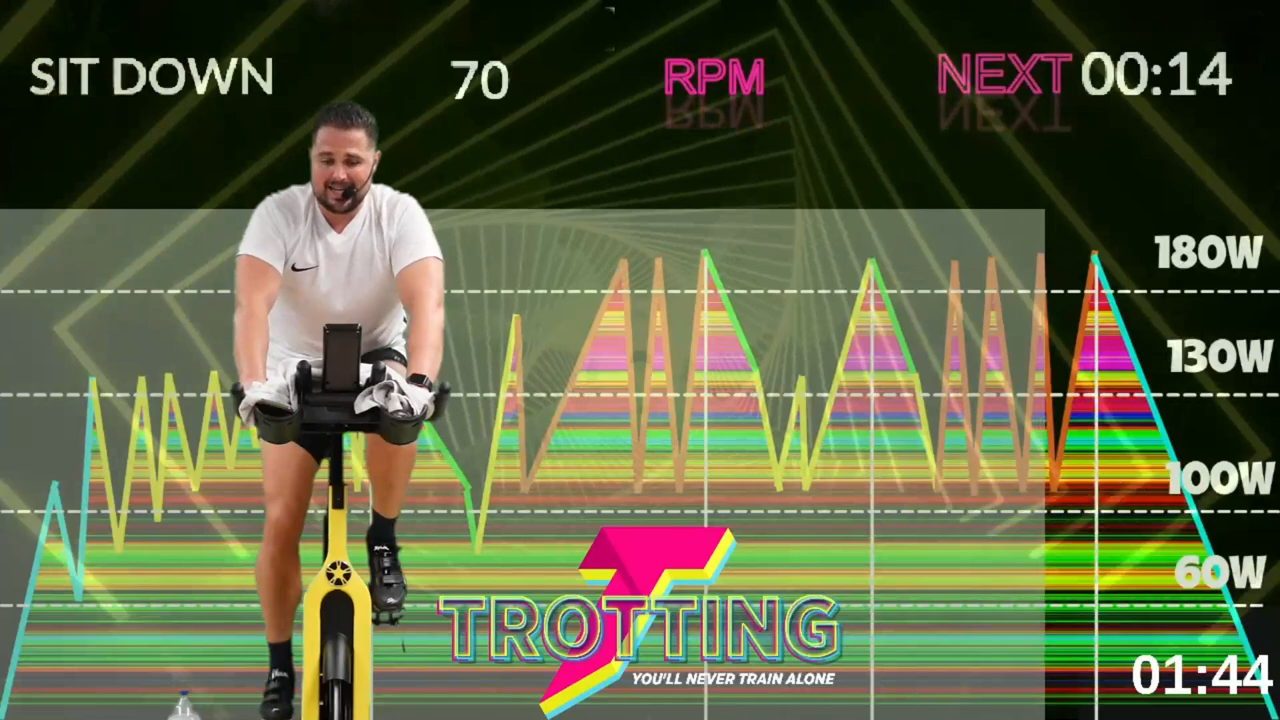 SIT DOWN
70
RPM
NEXT 00:14
180W
130W
100W
60W
TROTTING
YOU'LL NEVER TRAIN ALONE
01:44